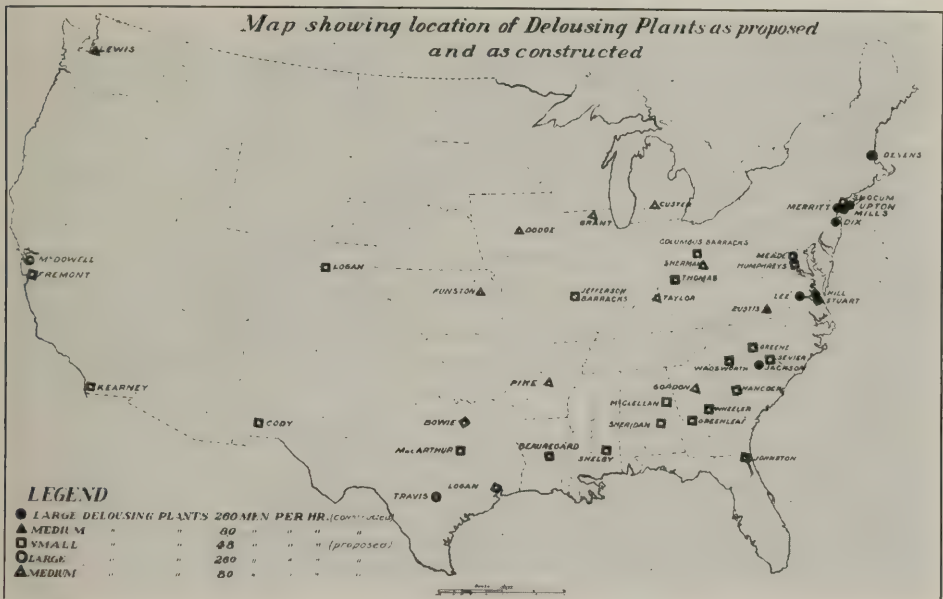 Map showing location of Delousing Plants as proposed
and as constructed
LEWIS
DEVENS
SLOCUM
MERRITT
UPTON
MILLS
DIX
CUSTER
GRANT
DODGE
COLUMBUS BARRACKS
MEADE
SHERMAN
HUMPHREYS
McDOWELL
FREMONT
LOGAN
THOMAS
FUNSTON
JEFFERSON
BARRACKS
TAYLOR
LEE
HILL
STUART
EUSTIS
GREENE
SEVIER
WADSWORTH
JACKSON
KEARNEY
PIKE
GORDON
HANCOCK
McCLELLAN
WHEELER
CODY
BOWIE
SHERIDAN
GREENLEAF
MacARTHUR
BEAUREGARD
SHELBY
JOHNSTON
LOGAN
TRAVIS
LEGEND
LARGE DELOUSING PLANTS 260 MEN PER HR. (constructed)
MEDIUM " " 80 " " "
SMALL " " 48 " " " (proposed)
LARGE " " 260 " " "
MEDIUM " " 80 " " "